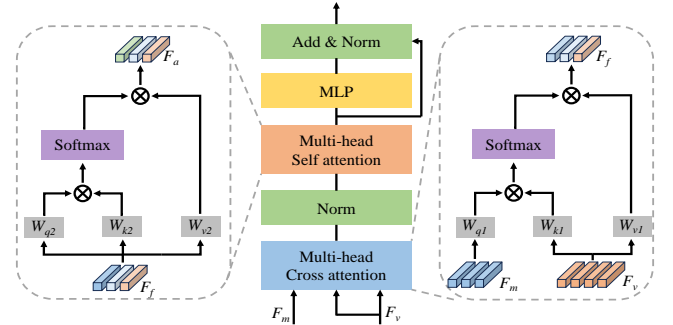 F_a
Softmax
W_q2
W_k2
W_v2
F_f
Add & Norm
MLP
Multi-head
Self attention
Norm
Multi-head
Cross attention
F_m
F_v
F_f
Softmax
W_q1
W_k1
W_v1
F_m
F_v